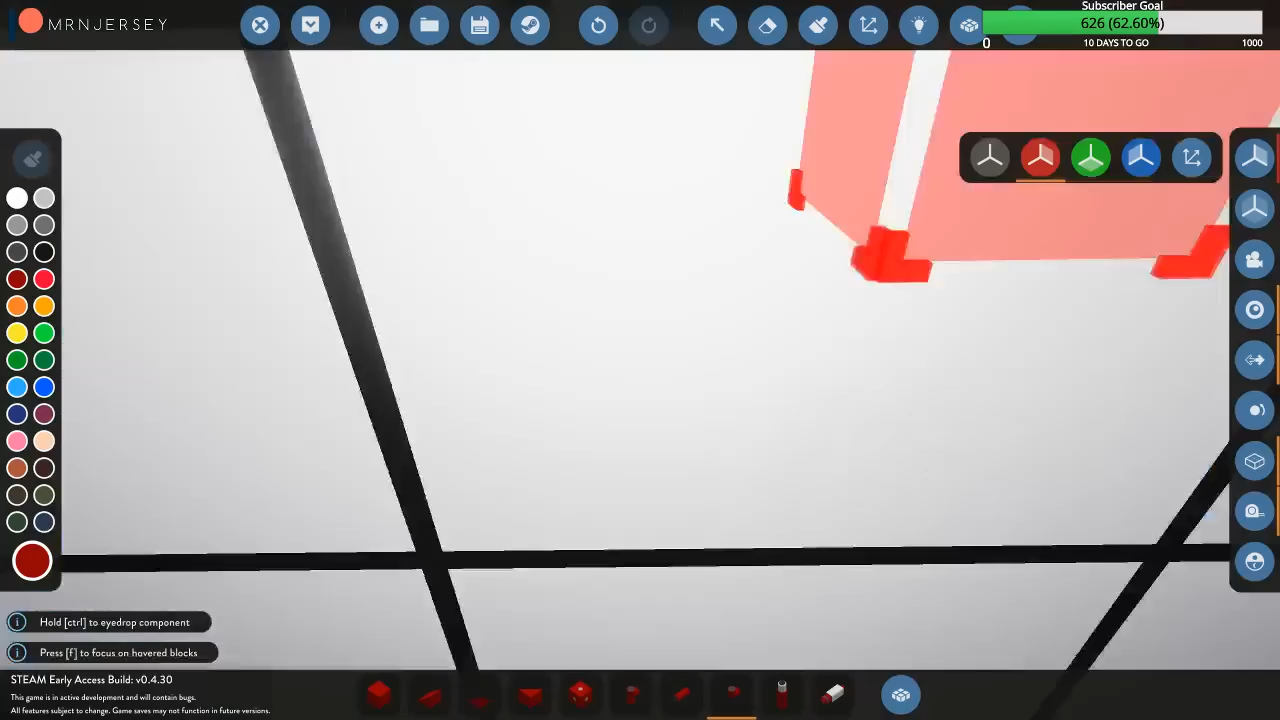 MRNJERSEY
Subscriber Goal
626 (62.60%)
0
10 DAYS TO GO
1000
Hold [ctrl] to eyedrop component
Press [f] to focus on hovered blocks
STEAM Early Access Build: v0.4.30
This game is in active development and will contain bugs.
All features subject to change. Game saves may not function in future versions.